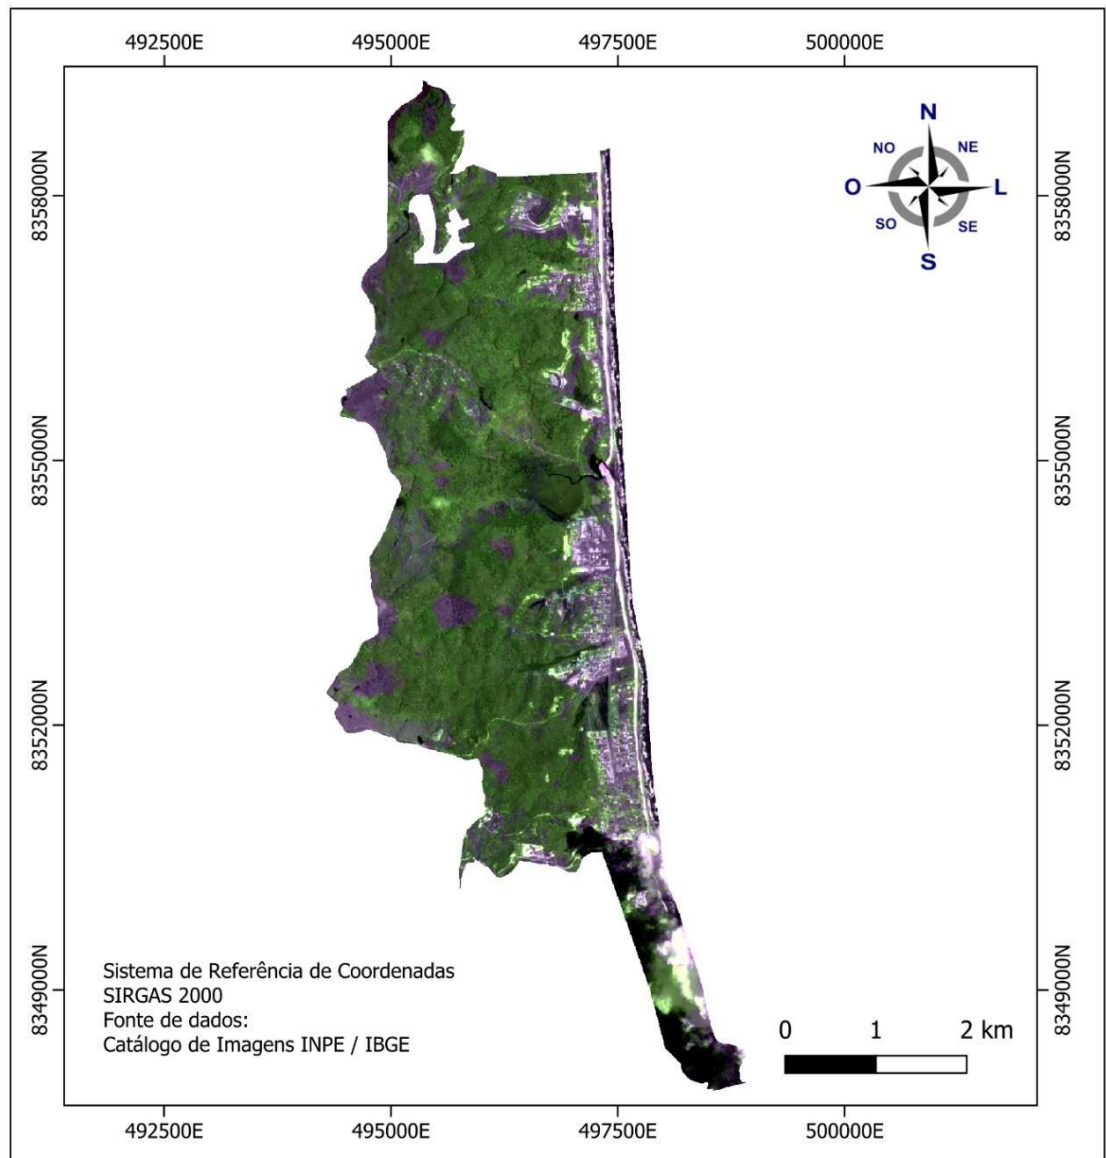 492500E 495000E 497500E 500000E
N
NO NE
O L
SO SE
S
8358000N 8358000N
8355000N 8355000N
8352000N 8352000N
8349000N 8349000N
Sistema de Referência de Coordenadas
SIRGAS 2000
Fonte de dados:
Catálogo de Imagens INPE / IBGE
0 1 2 km
492500E 495000E 497500E 500000E